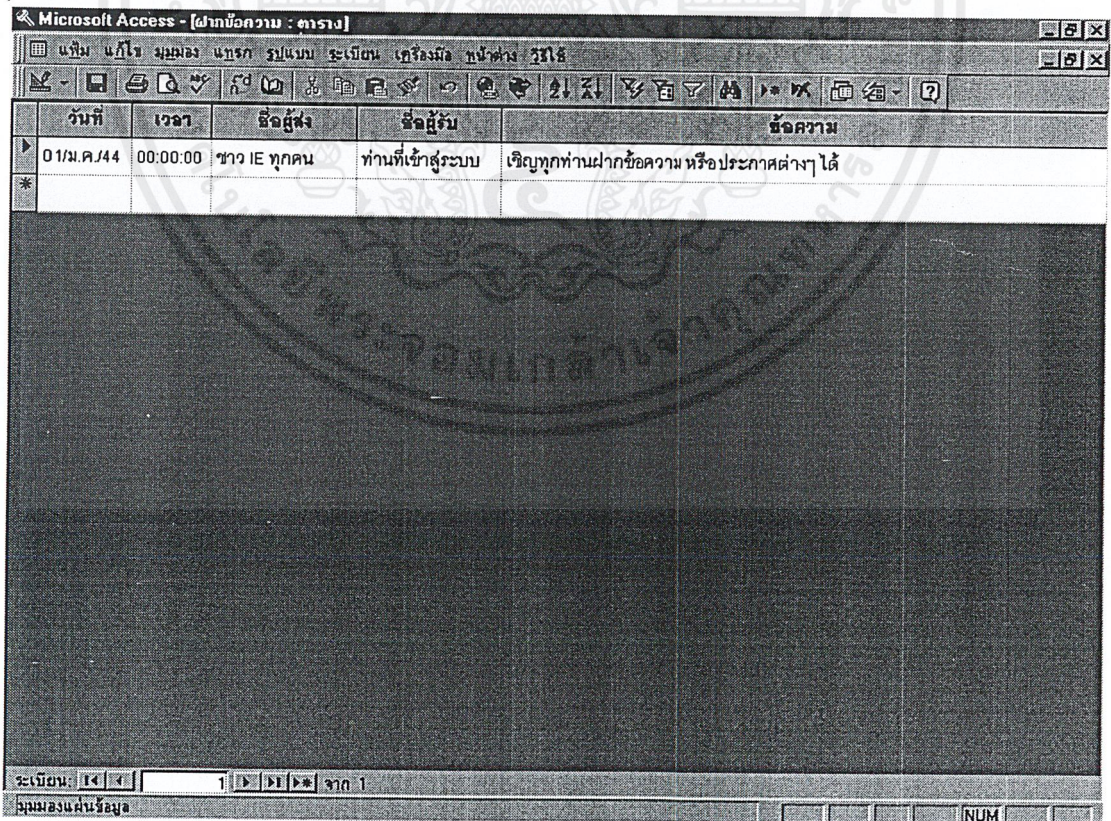 Microsoft Access - [ฝากข้อความ : ตาราง]
แฟ้ม แก้ไข มุมมอง แทรก รูปแบบ ระเบียน เครื่องมือ หน้าต่าง วิธีใช้
วันที่ เวลา ชื่อผู้ส่ง ชื่อผู้รับ ข้อความ
01/ม.ค./44 00:00:00 ชาว IE ทุกคน ท่านที่เข้าสู่ระบบ เชิญทุกท่านฝากข้อความ หรือประกาศต่างๆ ได้
ระเบียน: 1 จาก 1
มุมมองแผ่นข้อมูล NUM